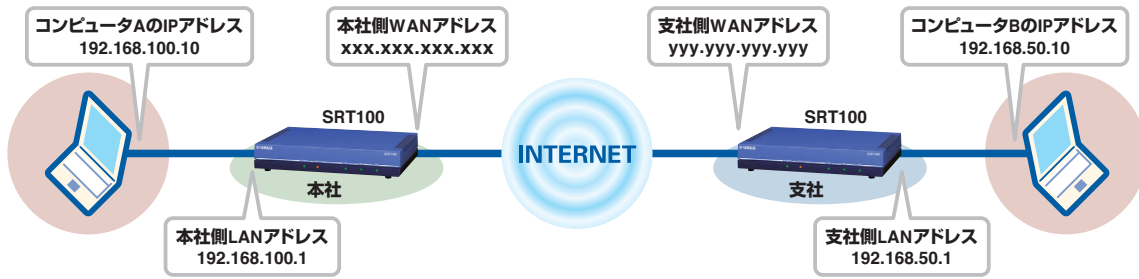 コンピュータAのIPアドレス
192.168.100.10
本社側WANアドレス
xxx.xxx.xxx.xxx
支社側WANアドレス
yyy.yyy.yyy.yyy
コンピュータBのIPアドレス
192.168.50.10
SRT100
SRT100
INTERNET
本社
支社
本社側LANアドレス
192.168.100.1
支社側LANアドレス
192.168.50.1